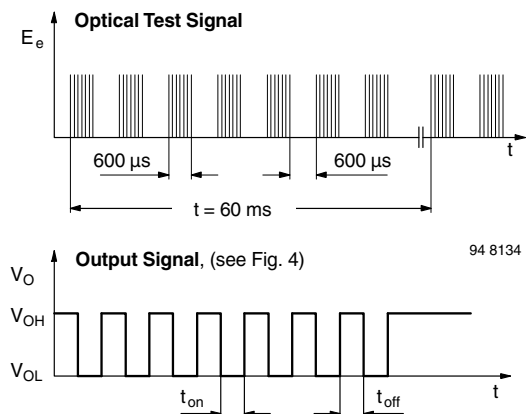 Optical Test Signal
E_e
t
600 µs
600 µs
t = 60 ms
94 8134
Output Signal, (see Fig. 4)
V_O
V_OH
V_OL
t_on
t_off
t